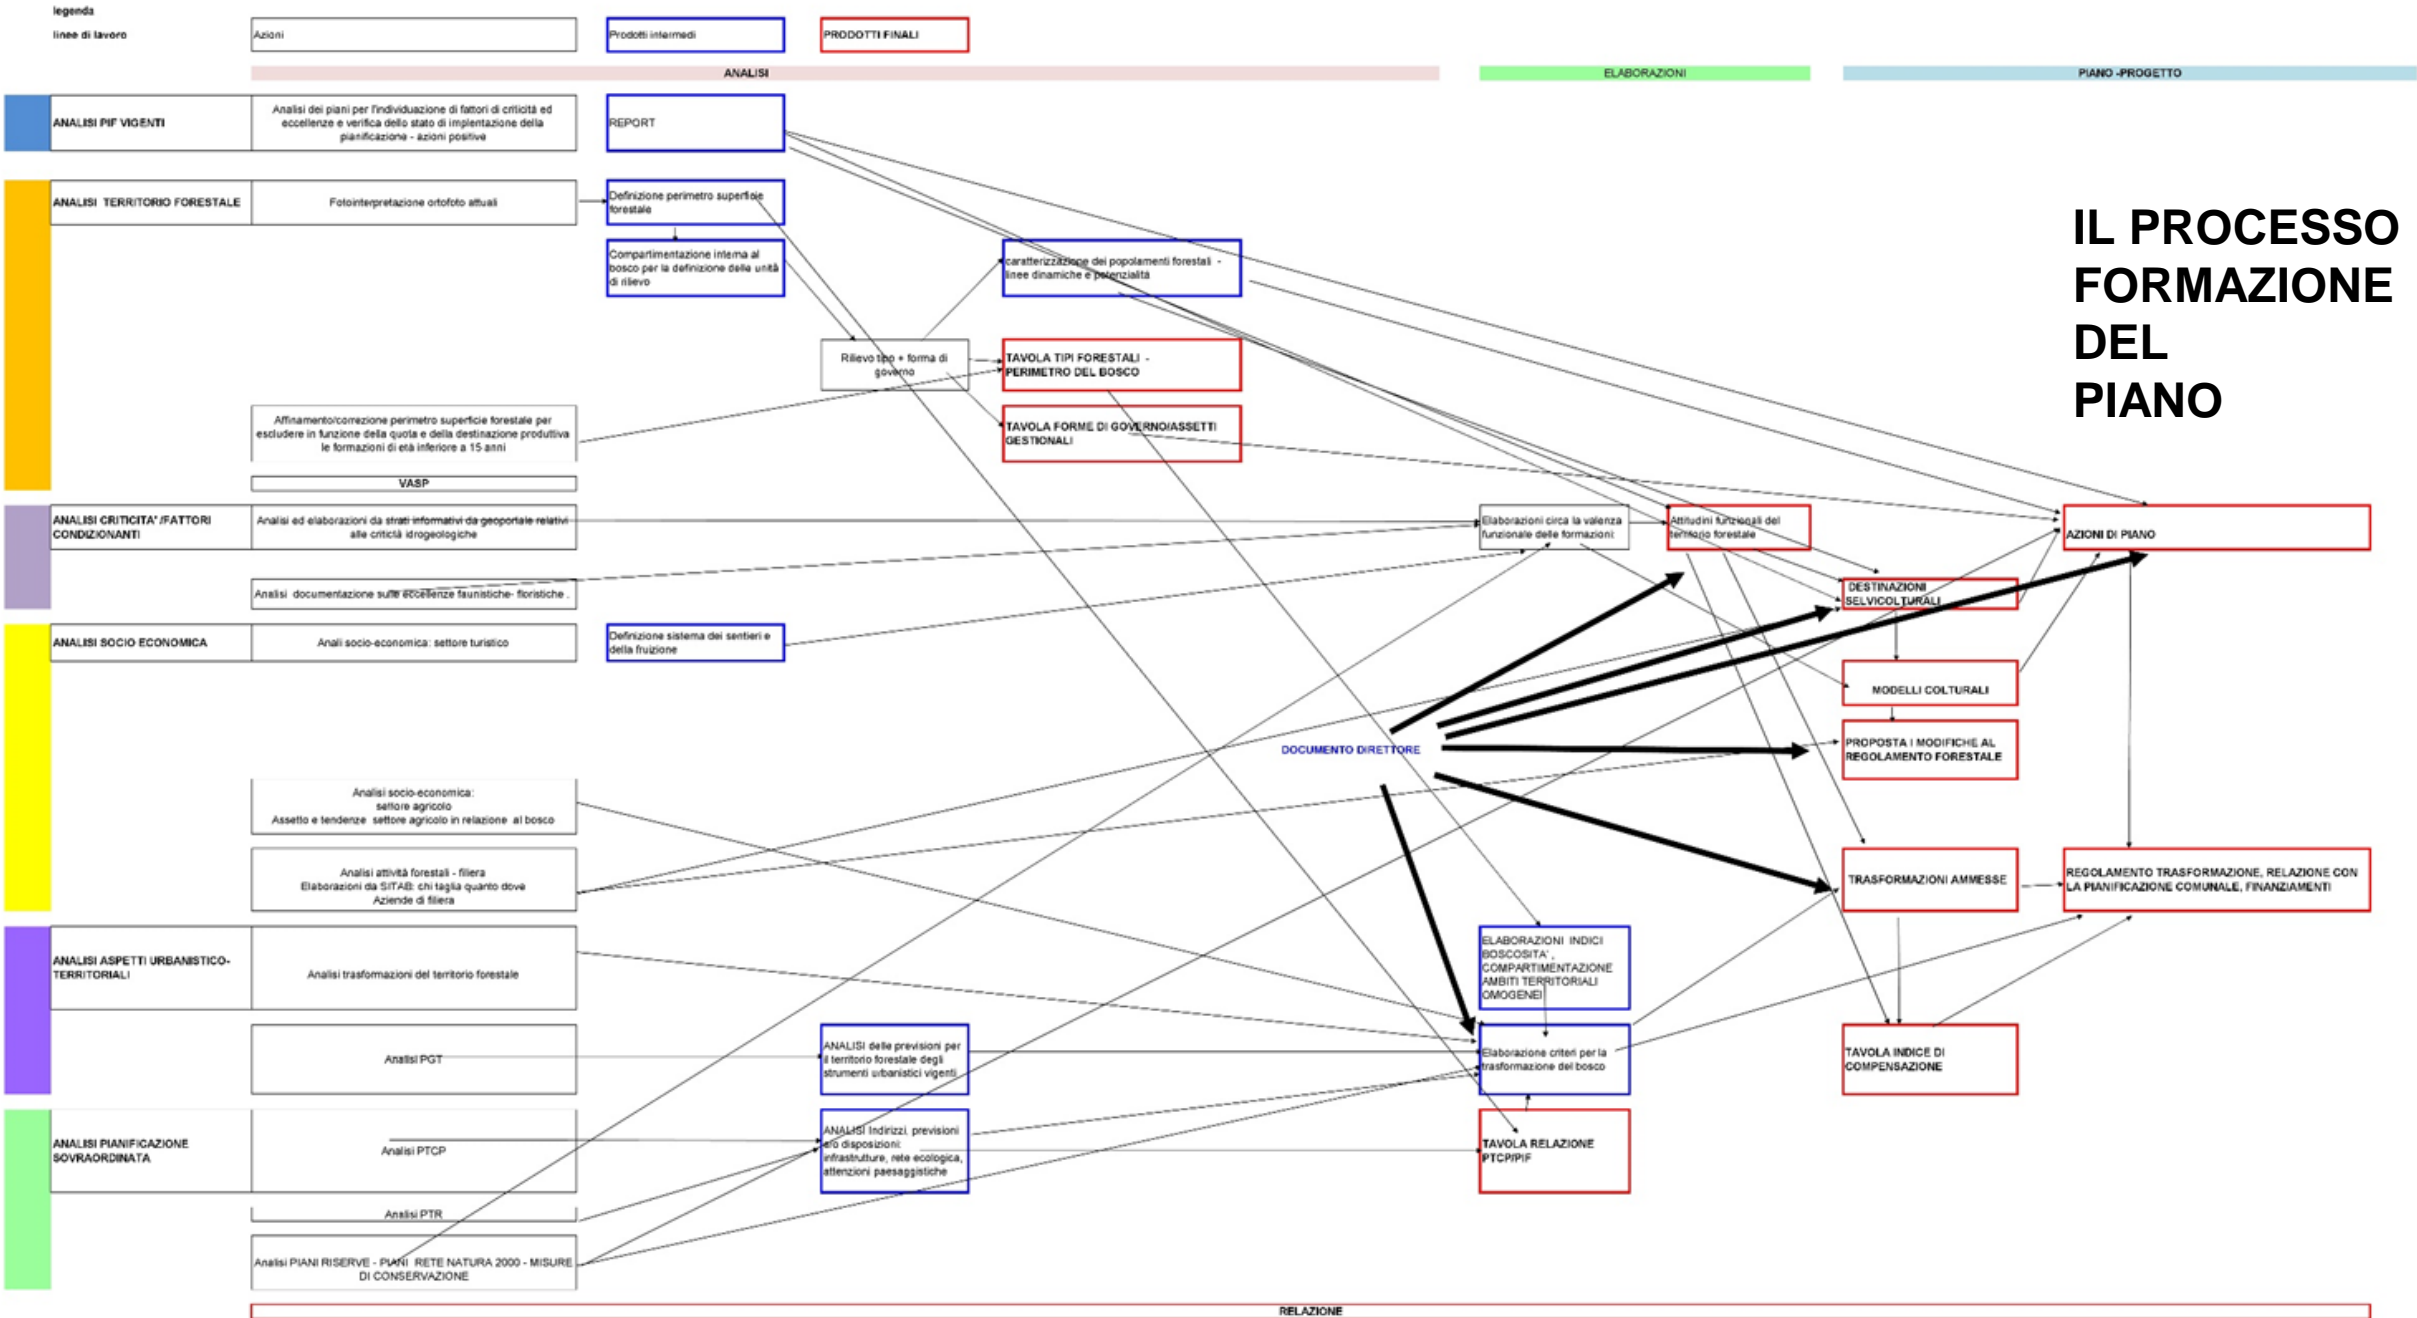 legenda
linee di lavoro
Azioni
Prodotti intermedi
PRODOTTI FINALI
ANALISI
ELABORAZIONI
PIANO -PROGETTO
IL PROCESSO
FORMAZIONE
DEL
PIANO
ANALISI PIF VIGENTI
Analisi dei piani per l'individuazione di fattori di criticità ed
eccellenze e verifica dello stato di implentazione della
pianificazione - azioni positive
REPORT
ANALISI TERRITORIO FORESTALE
Fotointerpretazione ortofoto attuali
Definizione perimetro superficie
forestale
Compartimentazione interna al
bosco per la definizione delle unità
di rilievo
caratterizzazione dei popolamenti forestali -
linee dinamiche e potenzialità
Rilievo tipo + forma di
governo
TAVOLA TIPI FORESTALI -
PERIMETRO DEL BOSCO
Affinamento/correzione perimetro superficie forestale per
escludere in funzione della quota e della destinazione produttiva
le formazioni di età inferiore a 15 anni
TAVOLA FORME DI GOVERNO/ASSETTI
GESTIONALI
VASP
ANALISI CRITICITA' /FATTORI
CONDIZIONANTI
Analisi ed elaborazioni da strati informativi da geoportale relativi
alle criticità idrogeologiche
Elaborazioni circa la valenza
funzionale delle formazioni:
Attitudini funzionali del
territorio forestale
AZIONI DI PIANO
Analisi documentazione sulle eccellenze faunistiche- floristiche .
DESTINAZIONI
SELVICOLTURALI
ANALISI SOCIO ECONOMICA
Anali socio-economica: settore turistico
Definizione sistema dei sentieri e
della fruizione
MODELLI COLTURALI
DOCUMENTO DIRETTORE
PROPOSTA I MODIFICHE AL
REGOLAMENTO FORESTALE
Analisi socio-economica:
settore agricolo
Assetto e tendenze settore agricolo in relazione al bosco
Analisi attività forestali - filiera
Elaborazioni da SITAB: chi taglia quanto dove
Aziende di filiera
TRASFORMAZIONI AMMESSE
REGOLAMENTO TRASFORMAZIONE, RELAZIONE CON
LA PIANIFICAZIONE COMUNALE, FINANZIAMENTI
ANALISI ASPETTI URBANISTICO-
TERRITORIALI
Analisi trasformazioni del territorio forestale
ELABORAZIONI INDICI
BOSCOSITA' ,
COMPARTIMENTAZIONE
AMBITI TERRITORIALI
OMOGENEI
Analisi PGT
ANALISI delle previsioni per
il territorio forestale degli
strumenti urbanistici vigenti
Elaborazione criteri per la
trasformazione del bosco
TAVOLA INDICE DI
COMPENSAZIONE
ANALISI PIANIFICAZIONE
SOVRAORDINATA
Analisi PTCP
ANALISI Indirizzi, previsioni
e/o disposizioni:
infrastrutture, rete ecologica,
attenzioni paesaggistiche
TAVOLA RELAZIONE
PTCP/PIF
Analisi PTR
Analisi PIANI RISERVE - PIANI RETE NATURA 2000 - MISURE
DI CONSERVAZIONE
RELAZIONE